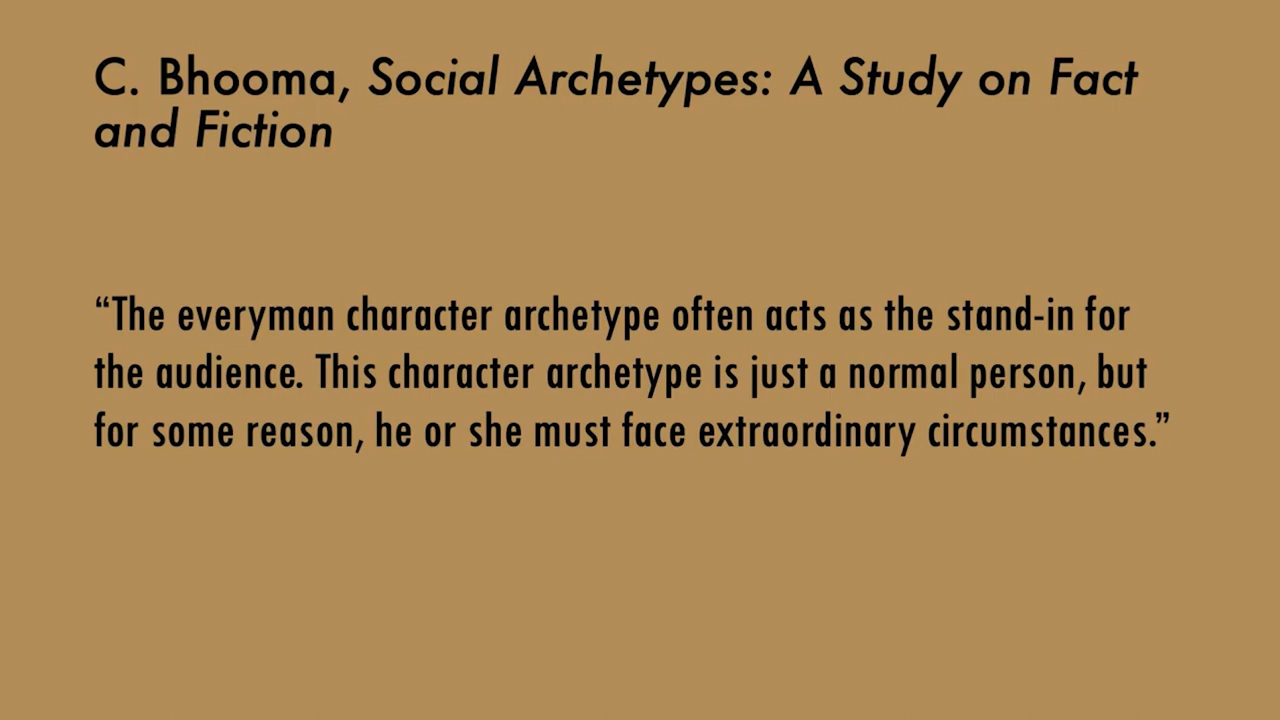 C. Bhooma, Social Archetypes: A Study on Fact
and Fiction
“The everyman character archetype often acts as the stand-in for
the audience. This character archetype is just a normal person, but
for some reason, he or she must face extraordinary circumstances.”